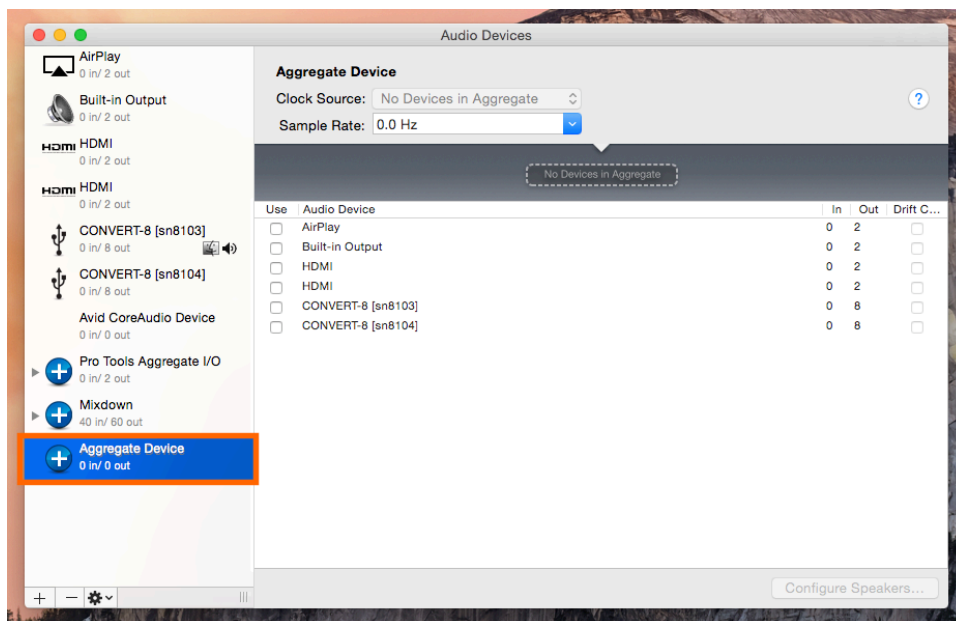 Audio Devices
AirPlay
0 in/ 2 out
Built-in Output
0 in/ 2 out
HDMI HDMI
0 in/ 2 out
HDMI HDMI
0 in/ 2 out
CONVERT-8 [sn8103]
0 in/ 8 out
CONVERT-8 [sn8104]
0 in/ 8 out
Avid CoreAudio Device
0 in/ 0 out
Pro Tools Aggregate I/O
0 in/ 2 out
Mixdown
40 in/ 60 out
Aggregate Device
0 in/ 0 out
Aggregate Device
Clock Source: No Devices in Aggregate
?
Sample Rate: 0.0 Hz
No Devices in Aggregate
Use Audio Device In Out Drift C...
AirPlay 0 2
Built-in Output 0 2
HDMI 0 2
HDMI 0 2
CONVERT-8 [sn8103] 0 8
CONVERT-8 [sn8104] 0 8
Configure Speakers...